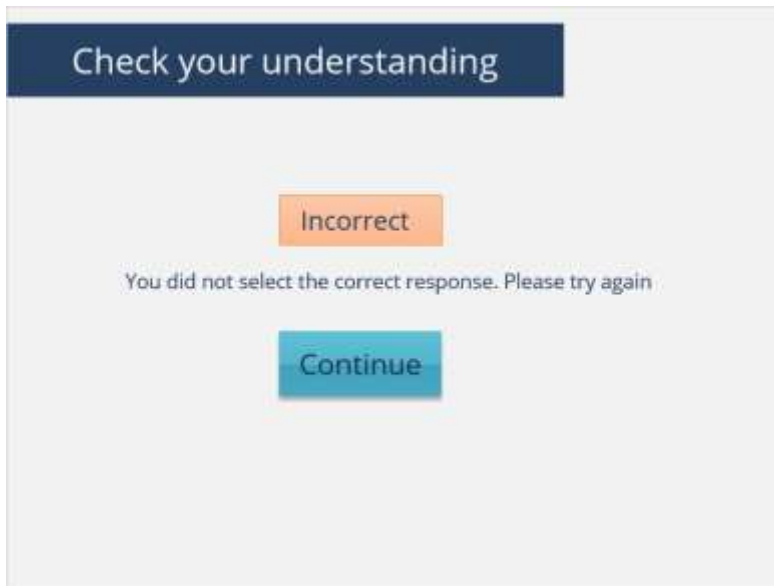 Check your understanding
Incorrect
You did not select the correct response. Please try again
Continue